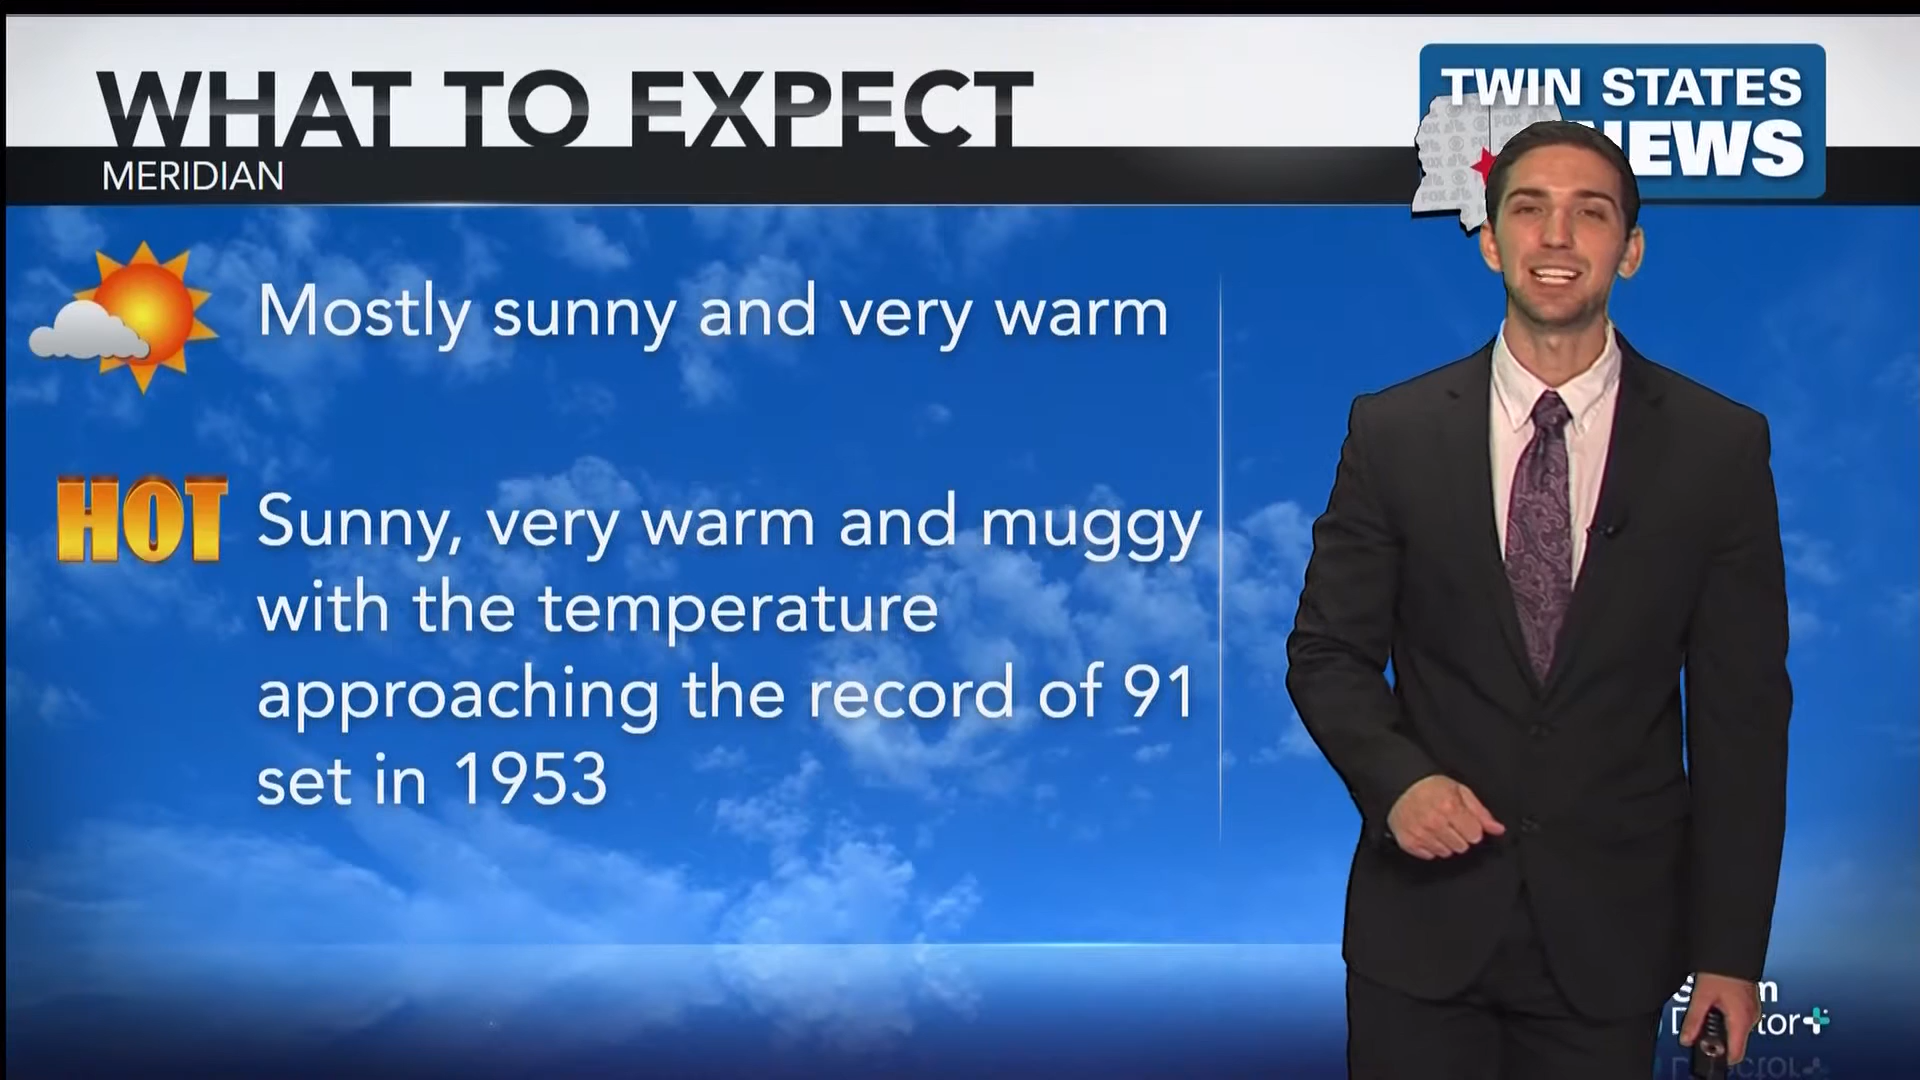 WHAT TO EXPECT
MERIDIAN
TWIN STATES
NEWS
Mostly sunny and very warm
HOT
Sunny, very warm and muggy
with the temperature
approaching the record of 91
set in 1953